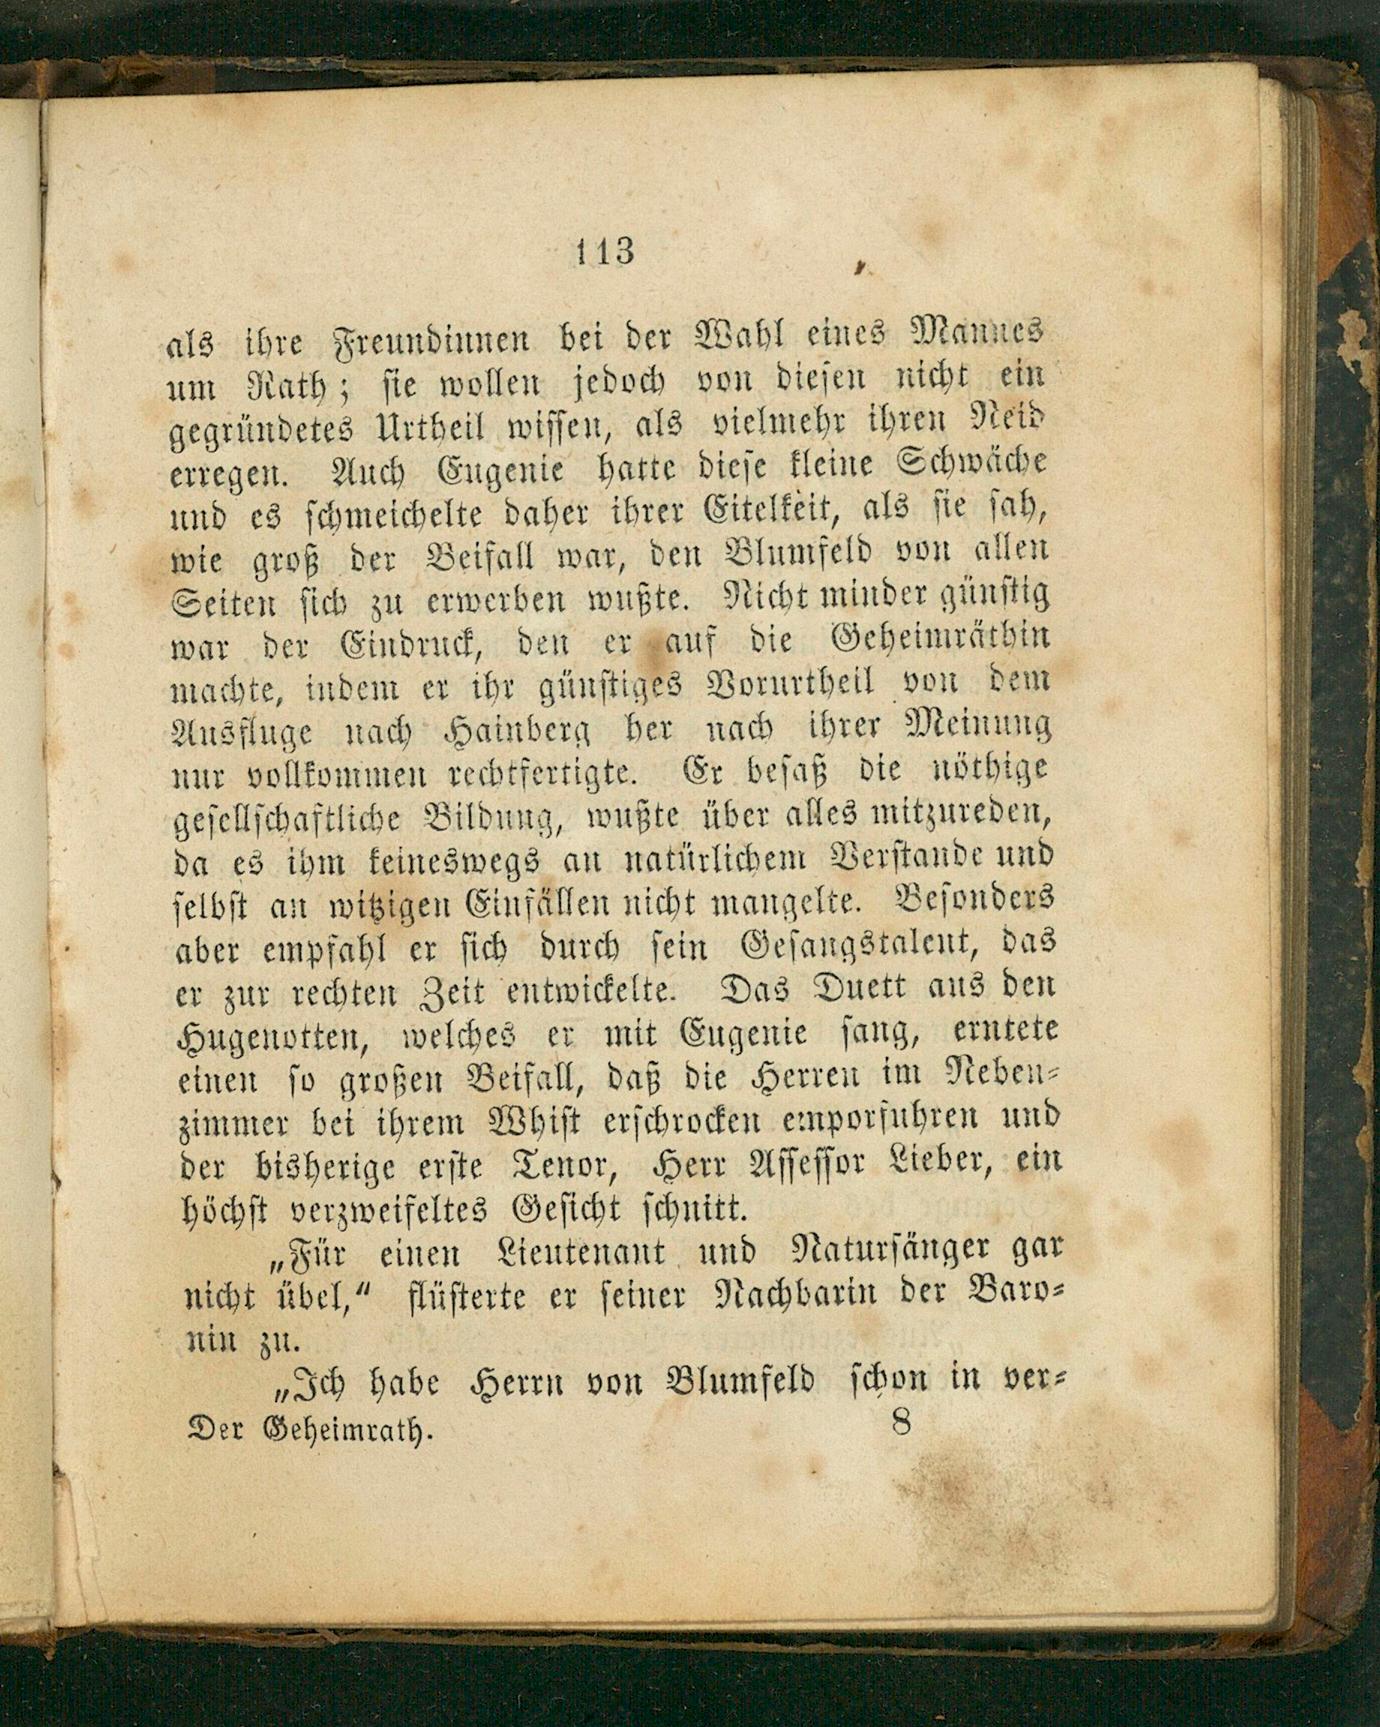 113
als ihre Freundinnen bei der Wahl eines Mannes
um Rath; sie wollen jedoch von diesen nicht ein
gegründetes Urtheil wissen, als vielmehr ihren Neid
erregen. Auch Eugenie hatte diese kleine Schwäche
und es schmeichelte daher ihrer Eitelkeit, als sie sah,
wie groß der Beifall war, den Blumfeld von allen
Seiten sich zu erwerben wußte. Nicht minder günstig
war der Eindruck, den er auf die Geheimräthin
machte, indem er ihr günstiges Vorurtheil von dem
Ausfluge nach Hainberg her nach ihrer Meinung
nur vollkommen rechtfertigte. Er besaß die nöthige
gesellschaftliche Bildung, wußte über alles mitzureden,
da es ihm keineswegs an natürlichem Verstande und
selbst an witzigen Einfällen nicht mangelte. Besonders
aber empfahl er sich durch sein Gesangstalent, das
er zur rechten Zeit entwickelte. Das Duett aus den
Hugenotten, welches er mit Eugenie sang, erntete
einen so großen Beifall, daß die Herren im Neben-
zimmer bei ihrem Whist erschrocken emporfuhren und
der bisherige erste Tenor, Herr Assessor Lieber, ein
höchst verzweifeltes Gesicht schnitt.
„Für einen Lieutenant und Natursänger gar
nicht übel,“ flüsterte er seiner Nachbarin der Baro-
nin zu.
„Ich habe Herrn von Blumfeld schon in ver-
Der Geheimrath. 8